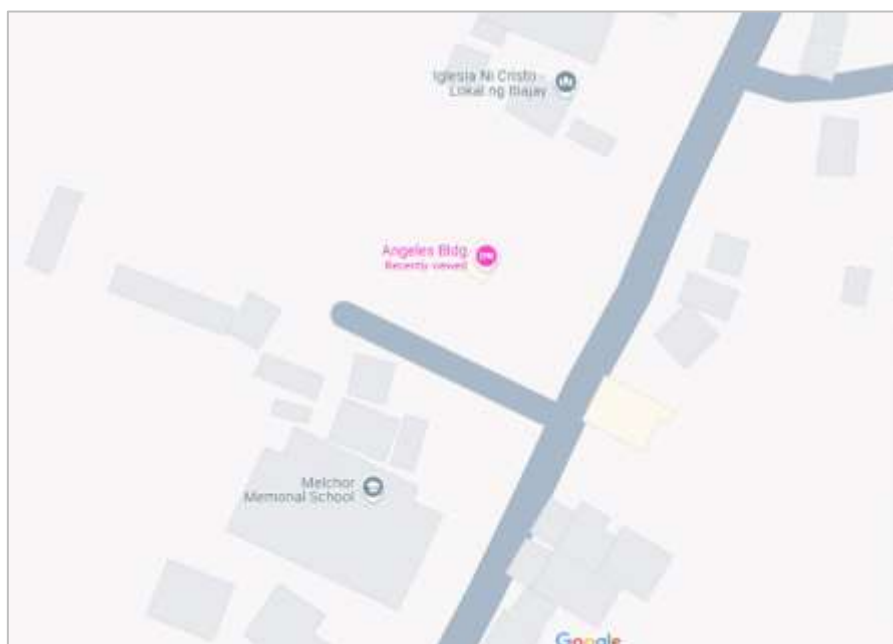 Iglesia Ni Cristo -
Lokal ng Ibajay
Angeles Bldg
Recently viewed
Melchor
Memorial School
Google